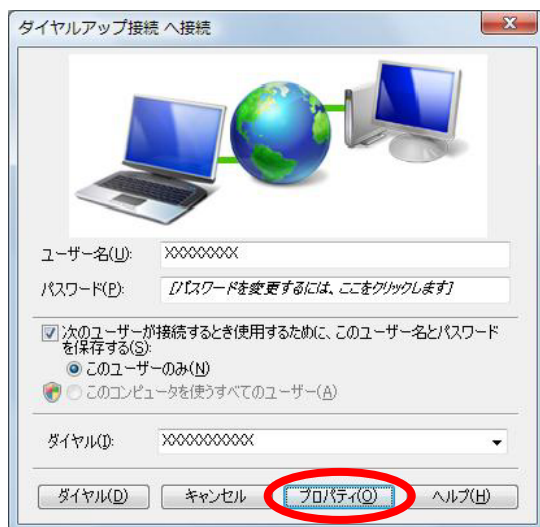 ダイヤルアップ接続 へ接続
ユーザー名(U): XXXXXXXX
パスワード(P): [パスワードを変更するには、ここをクリックします]
次のユーザーが接続するとき使用するために、このユーザー名とパスワード
を保存する(S):
このユーザーのみ(N)
このコンピュータを使うすべてのユーザー(A)
ダイヤル(I): XXXXXXXXXX
ダイヤル(D) キャンセル プロパティ(O) ヘルプ(H)